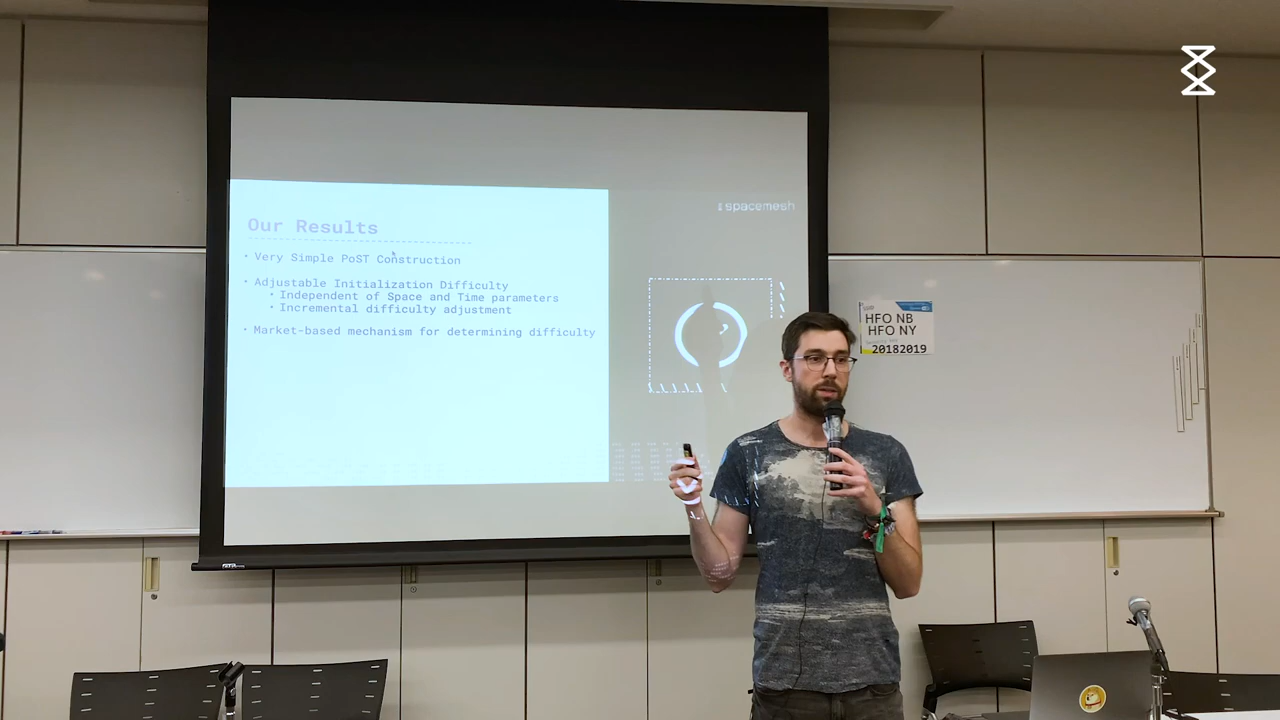 spacemesh
Our Results
• Very Simple PoST Construction
• Adjustable Initialization Difficulty
• Independent of Space and Time parameters
• Incremental difficulty adjustment
• Market-based mechanism for determining difficulty
HFO NB
HFO NY
20182019